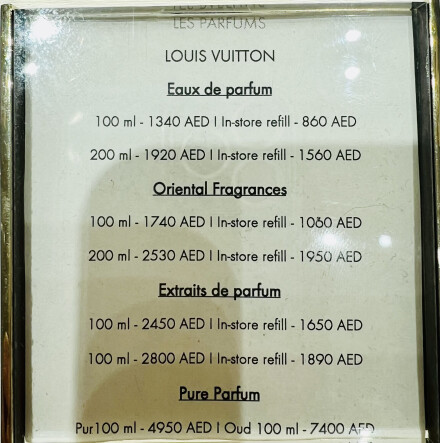 LES PARFUMS
LOUIS VUITTON
Eaux de parfum
100 ml - 1340 AED I In-store refill - 860 AED
200 ml - 1920 AED I In-store refill - 1560 AED
Oriental Fragrances
100 ml - 1740 AED I In-store refill - 1060 AED
200 ml - 2530 AED I In-store refill - 1950 AED
Extraits de parfum
100 ml - 2450 AED I In-store refill - 1650 AED
100 ml - 2800 AED I In-store refill - 1890 AED
Pure Parfum
Pur100 ml - 4950 AED I Oud 100 ml - 7400 AED